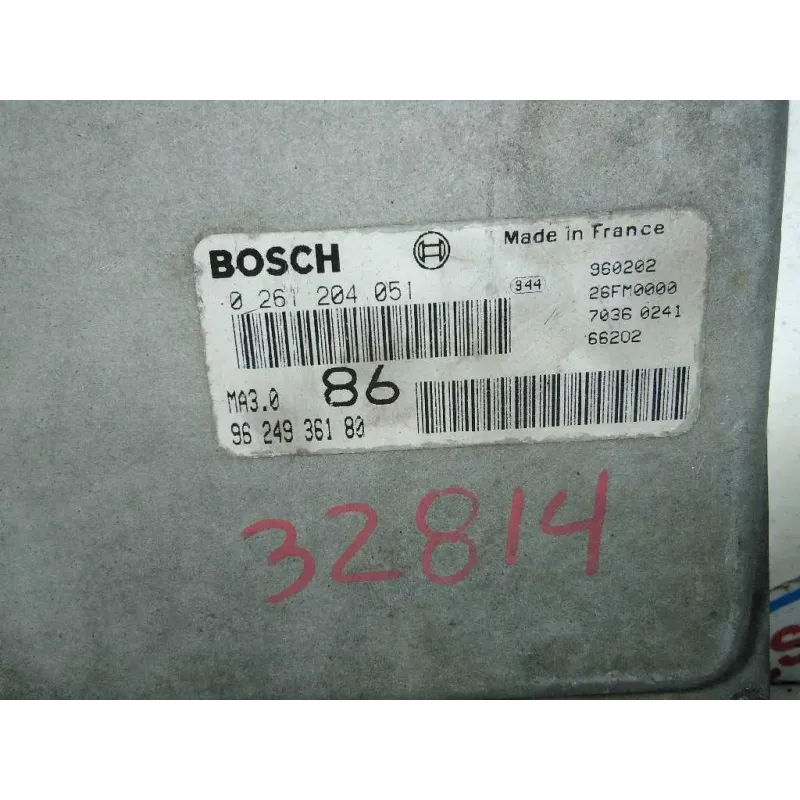 BOSCH
Made in France
0 261 204 051
944
960202
26FM0000
7036 0241
66202
MA3.0
86
96 249 361 80
32814